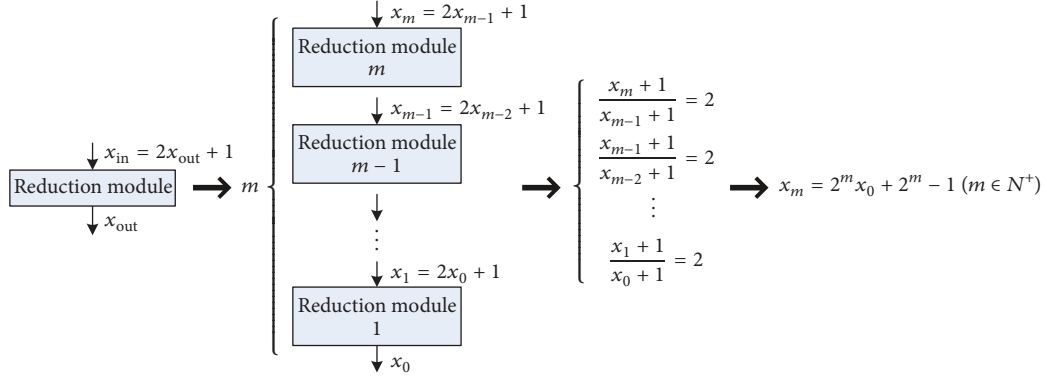 x_in = 2x_out + 1
Reduction module
x_out
m
x_m = 2x_{m−1} + 1
Reduction module
m
x_{m−1} = 2x_{m−2} + 1
Reduction module
m − 1
⋮
x_1 = 2x_0 + 1
Reduction module
1
x_0
(x_m + 1)/(x_{m−1} + 1) = 2
(x_{m−1} + 1)/(x_{m−2} + 1) = 2
⋮
(x_1 + 1)/(x_0 + 1) = 2
x_m = 2^m x_0 + 2^m − 1 (m ∈ N^+)